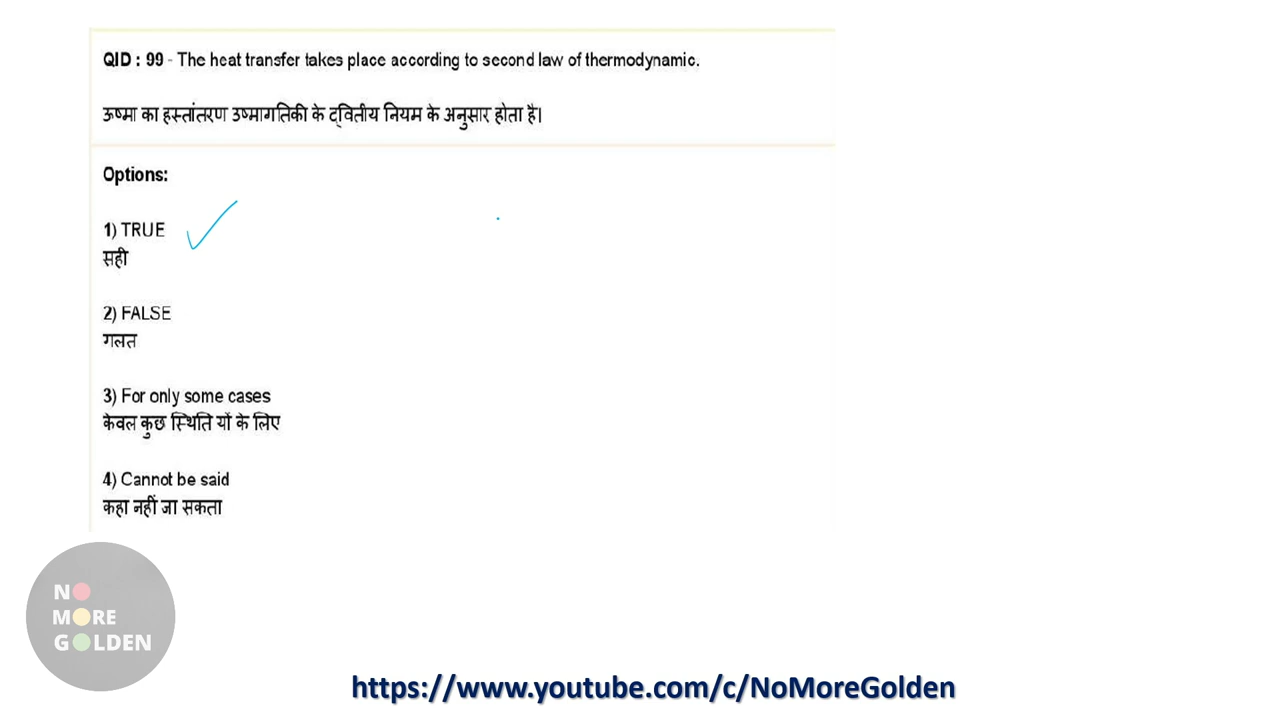 QID : 99 - The heat transfer takes place according to second law of thermodynamic.
ऊष्मा का हस्तांतरण उष्मागतिकी के द्वितीय नियम के अनुसार होता है।
Options:
1) TRUE
सही
2) FALSE
गलत
3) For only some cases
केवल कुछ स्थिति यों के लिए
4) Cannot be said
कहा नहीं जा सकता
NO
MORE
GOLDEN
https://www.youtube.com/c/NoMoreGolden